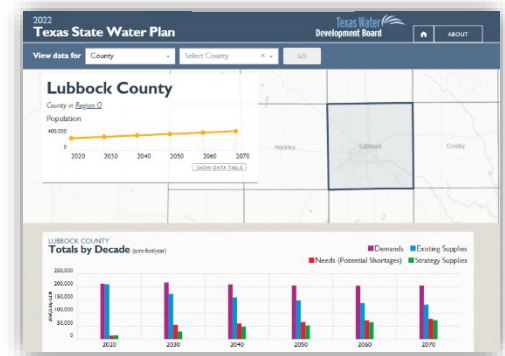 2022
Texas State Water Plan
Texas Water
Development Board
ABOUT
View data for
County
Select County
×
GO
Lubbock County
County in Region O
Population
400,000
0
2020 2030 2040 2050 2060 2070
SHOW DATA TABLE
Hockley
Lubbock
Crosby
LUBBOCK COUNTY
Totals by Decade (acre-feet/year)
Demands Existing Supplies
Needs (Potential Shortages) Strategy Supplies
250,000
200,000
150,000
100,000
50,000
0
2020 2030 2040 2050 2060 2070